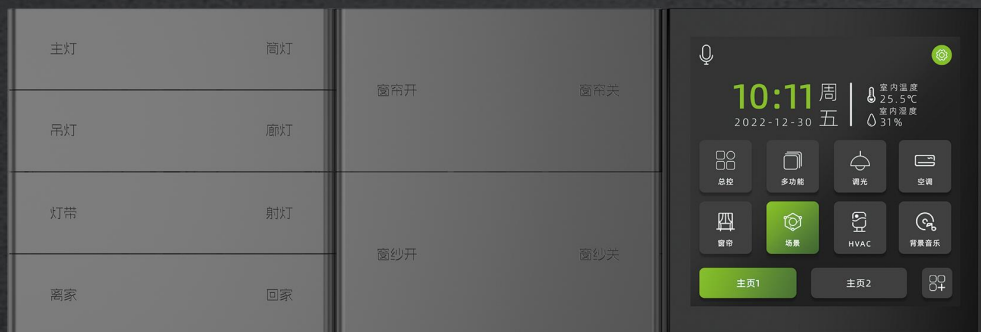 主灯 筒灯
吊灯 廊灯
灯带 射灯
离家 回家
窗帘开 窗帘关
窗纱开 窗纱关
10:11 周五
2022-12-30
室内温度
25.5℃
室内湿度
31%
总控 多功能 调光 空调
窗帘 场景 HVAC 背景音乐
主页1 主页2